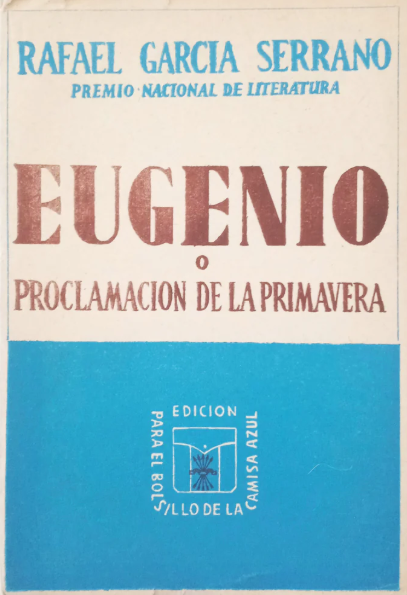 RAFAEL GARCIA SERRANO
PREMIO NACIONAL DE LITERATURA
EUGENIO
O
PROCLAMACION DE LA PRIMAVERA
EDICION
PARA EL BOLSILLO DE LA CAMISA AZUL